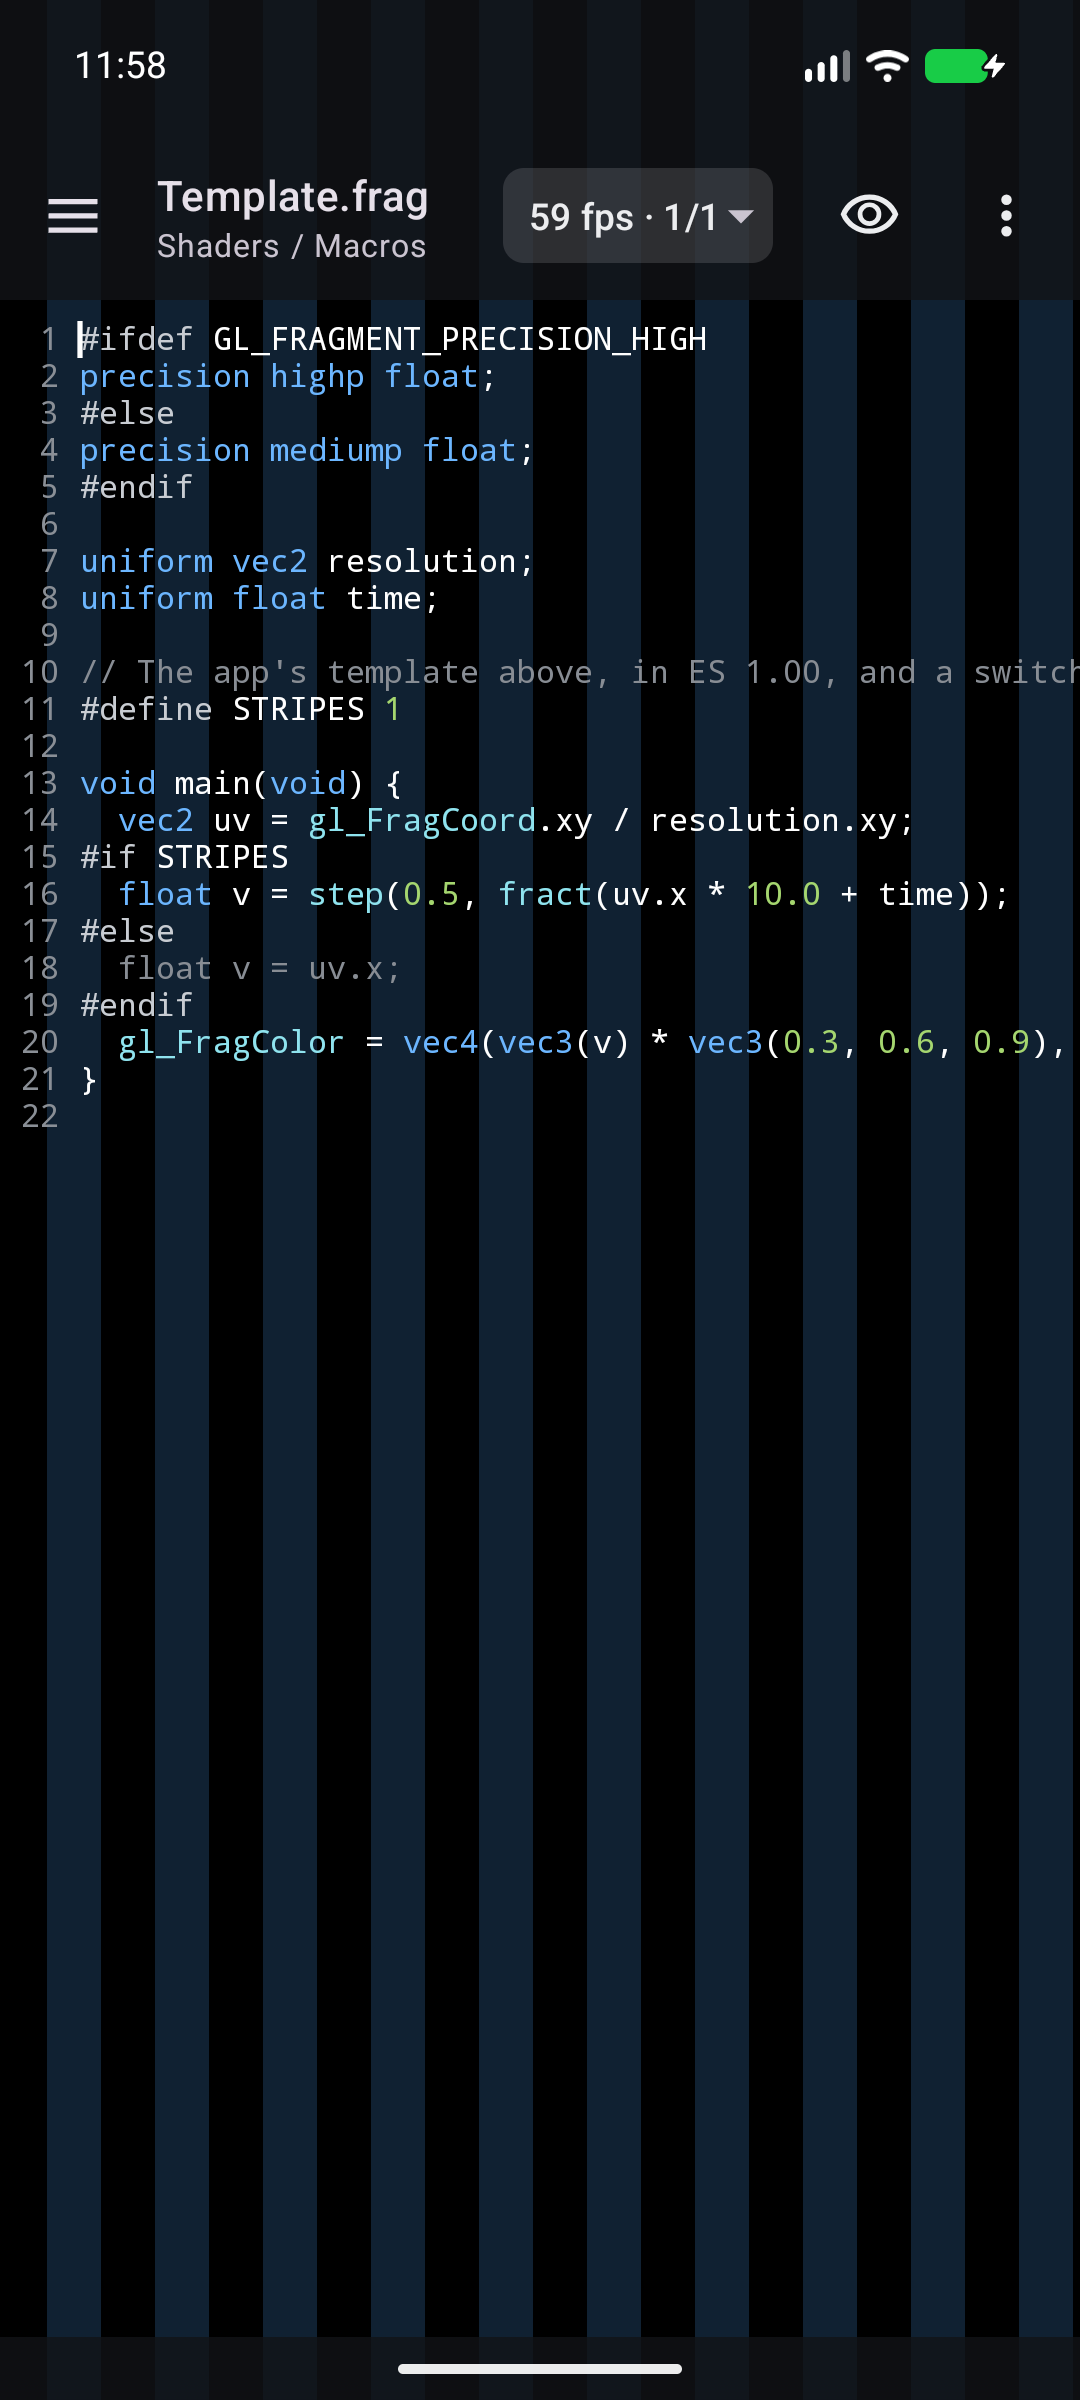 11:58
Template.frag
Shaders / Macros
59 fps · 1/1
1 #ifdef GL_FRAGMENT_PRECISION_HIGH
2 precision highp float;
3 #else
4 precision mediump float;
5 #endif
6
7 uniform vec2 resolution;
8 uniform float time;
9
10 // The app's template above, in ES 1.00, and a switch
11 #define STRIPES 1
12
13 void main(void) {
14   vec2 uv = gl_FragCoord.xy / resolution.xy;
15 #if STRIPES
16   float v = step(0.5, fract(uv.x * 10.0 + time));
17 #else
18   float v = uv.x;
19 #endif
20   gl_FragColor = vec4(vec3(v) * vec3(0.3, 0.6, 0.9),
21 }
22